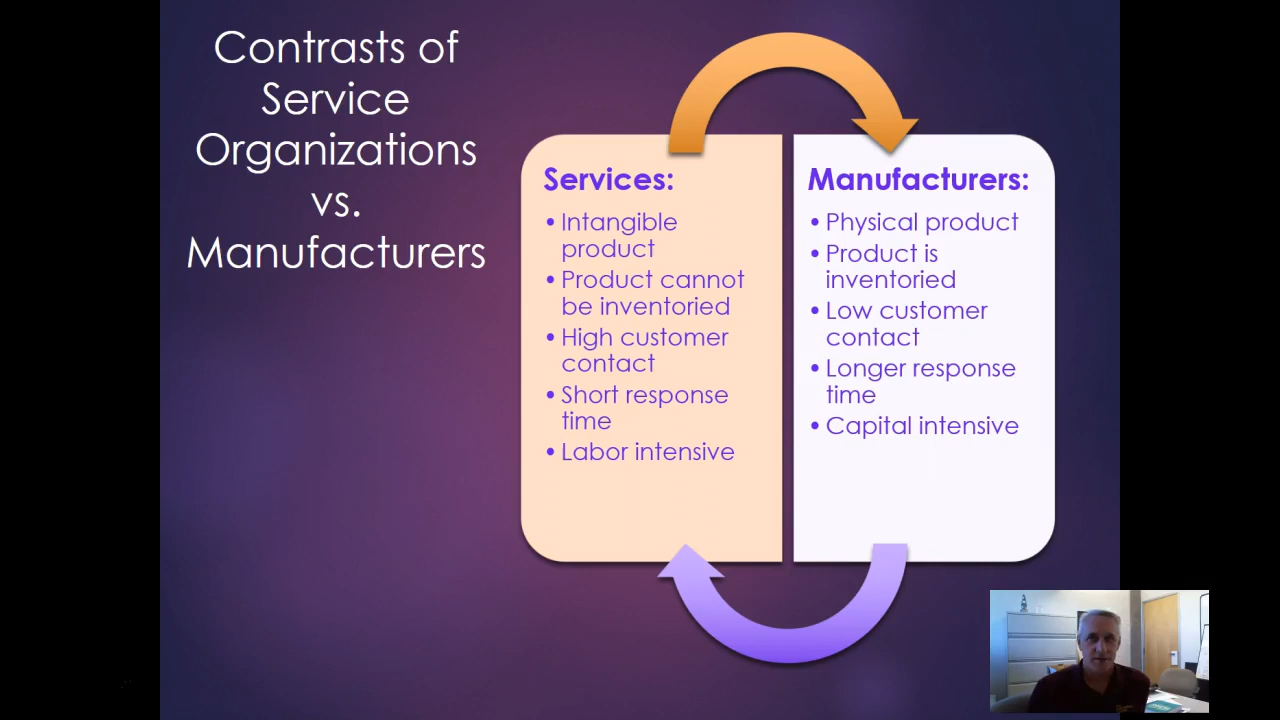 Contrasts of
Service
Organizations
vs.
Manufacturers
Services:
• Intangible
product
• Product cannot
be inventoried
• High customer
contact
• Short response
time
• Labor intensive
Manufacturers:
• Physical product
• Product is
inventoried
• Low customer
contact
• Longer response
time
• Capital intensive